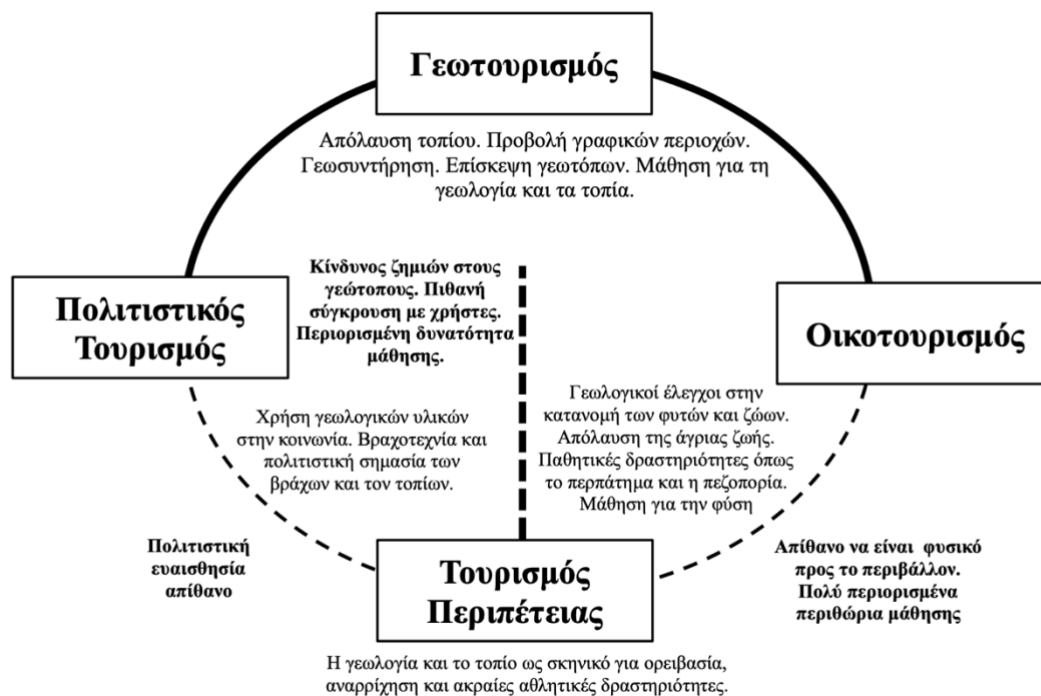 Γεωτουρισμός
Απόλαυση τοπίου. Προβολή γραφικών περιοχών.
Γεωσυντήρηση. Επίσκεψη γεωτόπων. Μάθηση για τη
γεωλογία και τα τοπία.
Πολιτιστικός
Τουρισμός
Κίνδυνος ζημιών στους
γεώτοπους. Πιθανή
σύγκρουση με χρήστες.
Περιορισμένη δυνατότητα
μάθησης.
Οικοτουρισμός
Χρήση γεωλογικών υλικών
στην κοινωνία. Βραχοτεχνία και
πολιτιστική σημασία των
βράχων και τον τοπίων.
Γεωλογικοί έλεγχοι στην
κατανομή των φυτών και ζώων.
Απόλαυση της άγριας ζωής.
Παθητικές δραστηριότητες όπως
το περπάτημα και η πεζοπορία.
Μάθηση για την φύση
Πολιτιστική
ευαισθησία
απίθανο
Τουρισμός
Περιπέτειας
Απίθανο να είναι φυσικό
προς το περιβάλλον.
Πολύ περιορισμένα
περιθώρια μάθησης
Η γεωλογία και το τοπίο ως σκηνικό για ορειβασία,
αναρρίχηση και ακραίες αθλητικές δραστηριότητες.